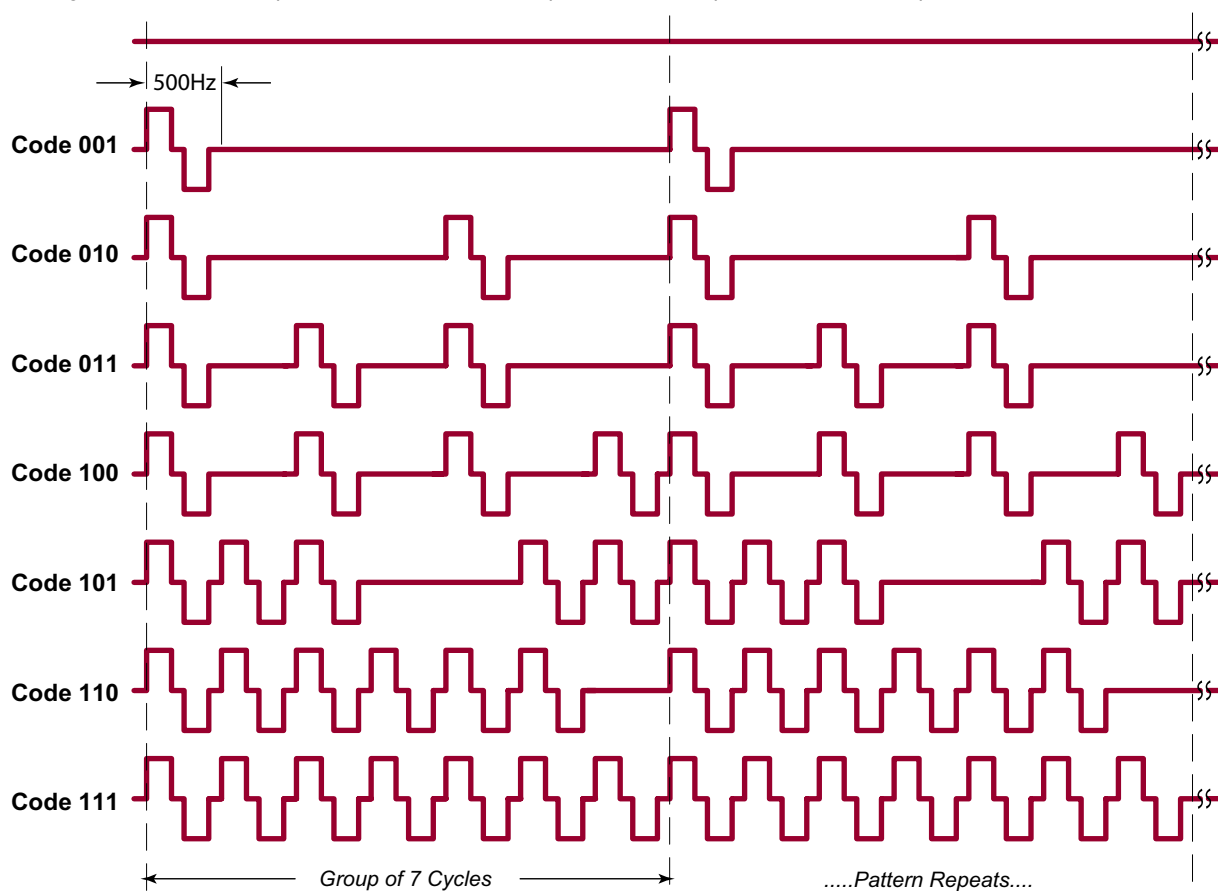 500Hz
Code 001
Code 010
Code 011
Code 100
Code 101
Code 110
Code 111
Group of 7 Cycles
.....Pattern Repeats....